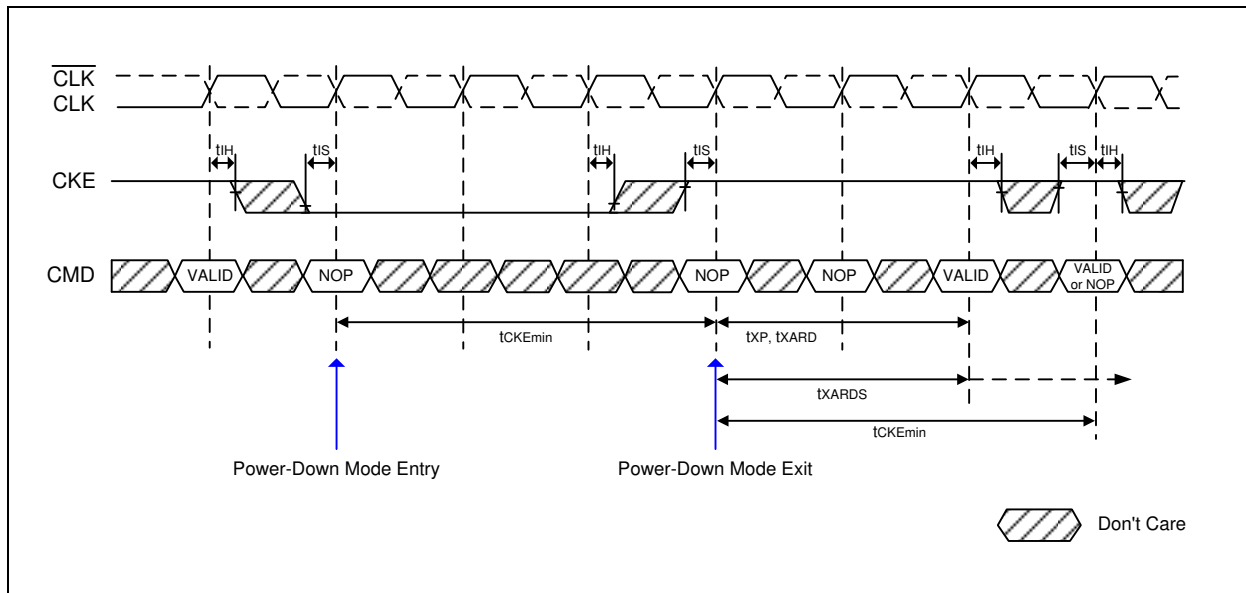 CLK
CLK
tIH
tIS
tIH
tIS
tIH
tIS
tIH
CKE
CMD
VALID
NOP
NOP
NOP
VALID
VALID
or NOP
tCKEmin
tXP, tXARD
tXARDS
tCKEmin
Power-Down Mode Entry
Power-Down Mode Exit
Don't Care